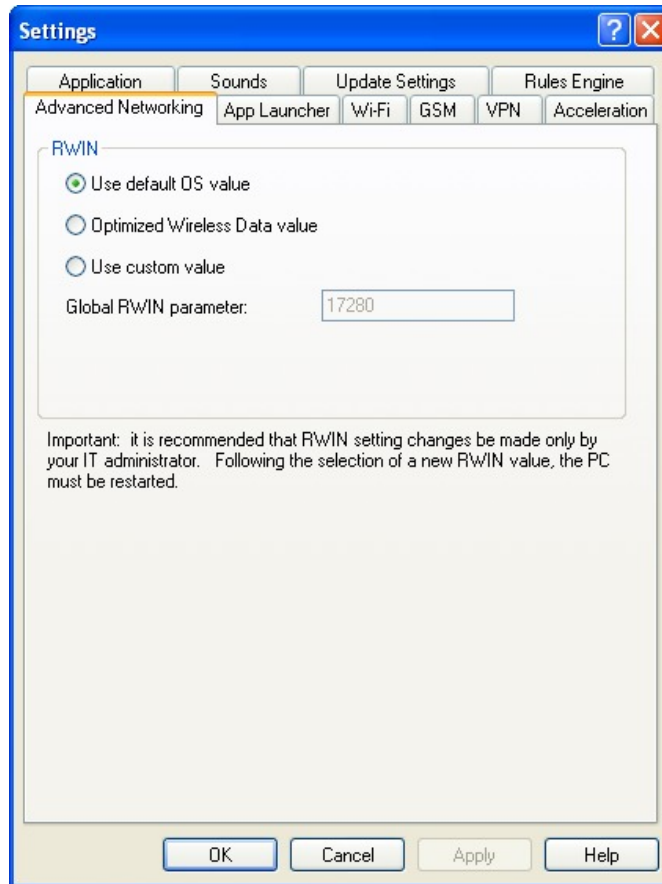 Settings
Application Sounds Update Settings Rules Engine
Advanced Networking App Launcher Wi-Fi GSM VPN Acceleration
RWIN
Use default OS value
Optimized Wireless Data value
Use custom value
Global RWIN parameter: 17280
Important: it is recommended that RWIN setting changes be made only by
your IT administrator. Following the selection of a new RWIN value, the PC
must be restarted.
OK Cancel Apply Help